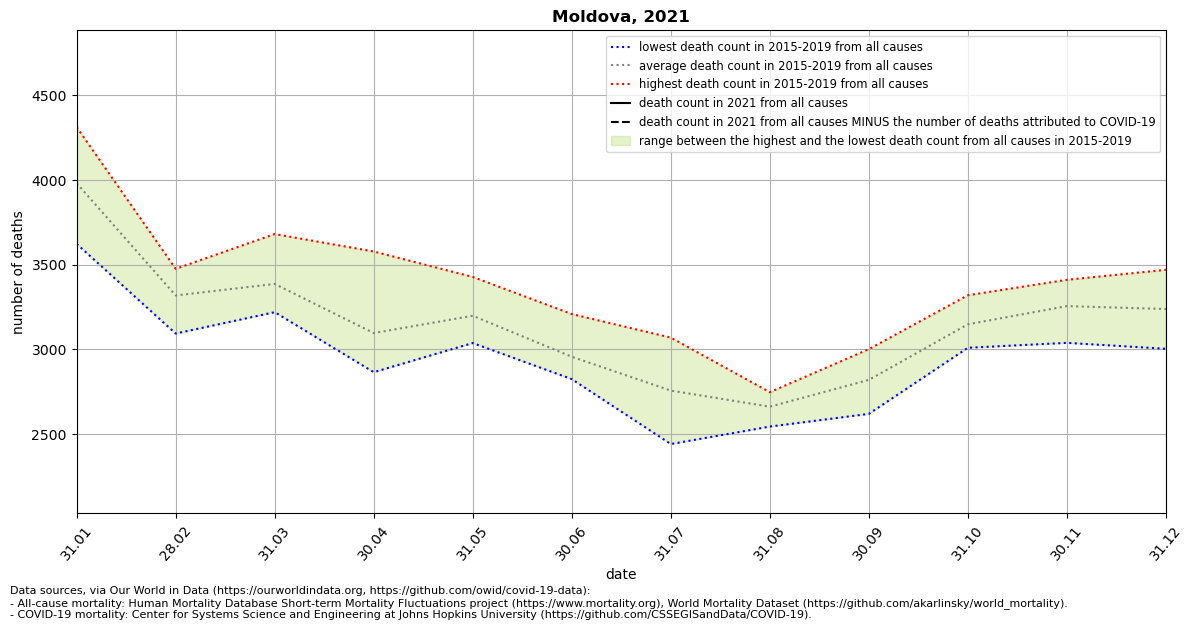 Moldova, 2021
lowest death count in 2015-2019 from all causes
average death count in 2015-2019 from all causes
highest death count in 2015-2019 from all causes
death count in 2021 from all causes
death count in 2021 from all causes MINUS the number of deaths attributed to COVID-19
range between the highest and the lowest death count from all causes in 2015-2019
number of deaths
4500
4000
3500
3000
2500
31.01
28.02
31.03
30.04
31.05
30.06
31.07
31.08
30.09
31.10
30.11
31.12
date
Data sources, via Our World in Data (https://ourworldindata.org, https://github.com/owid/covid-19-data):
- All-cause mortality: Human Mortality Database Short-term Mortality Fluctuations project (https://www.mortality.org), World Mortality Dataset (https://github.com/akarlinsky/world_mortality).
- COVID-19 mortality: Center for Systems Science and Engineering at Johns Hopkins University (https://github.com/CSSEGISandData/COVID-19).